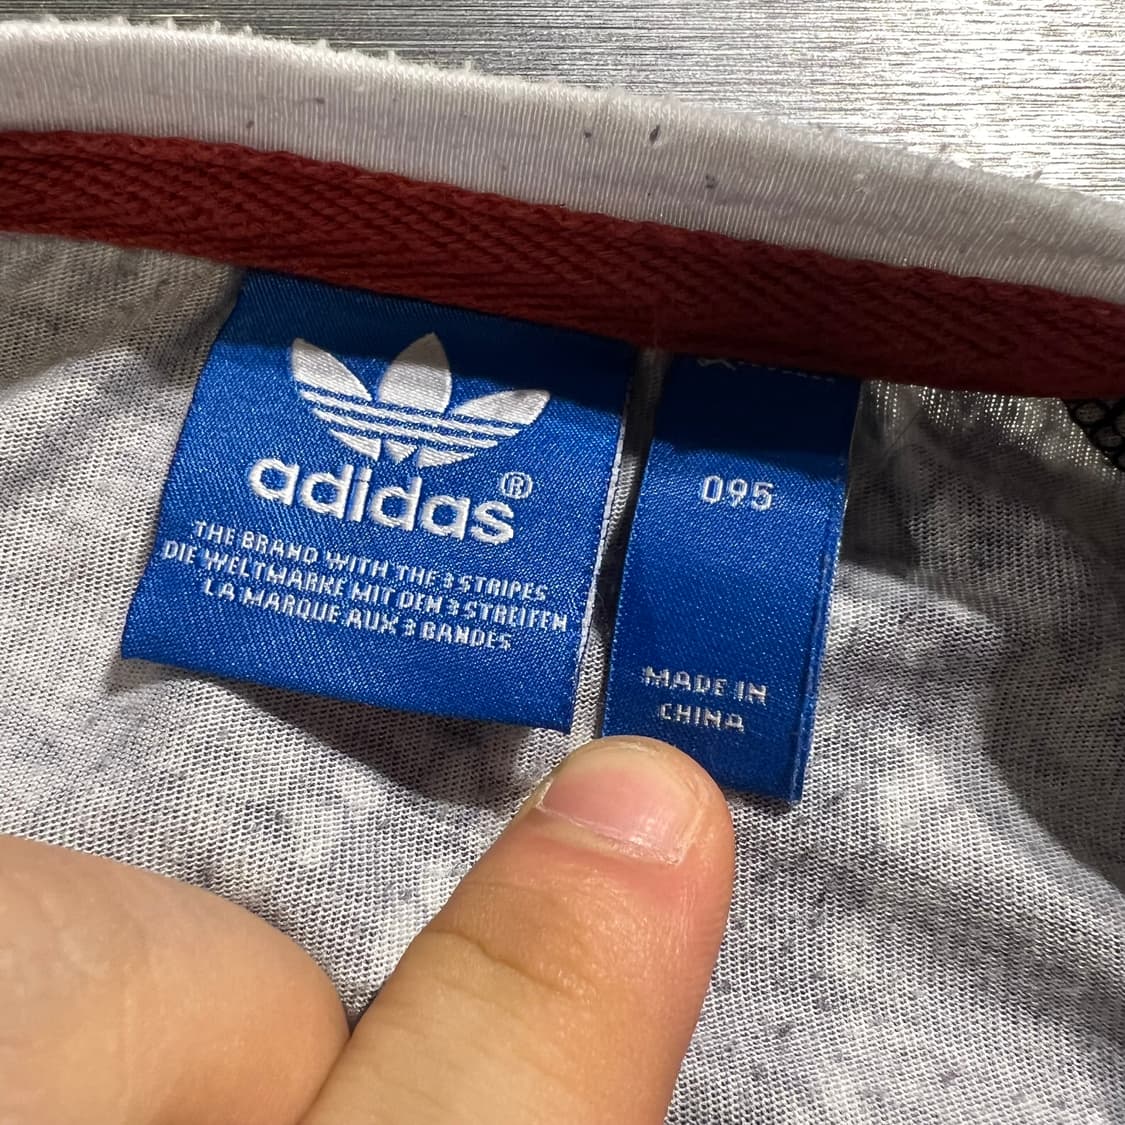 adidas®
THE BRAND WITH THE 3 STRIPES
DIE WELTMARKE MIT DEN 3 STREIFEN
LA MARQUE AUX 3 BANDES
095
MADE IN
CHINA